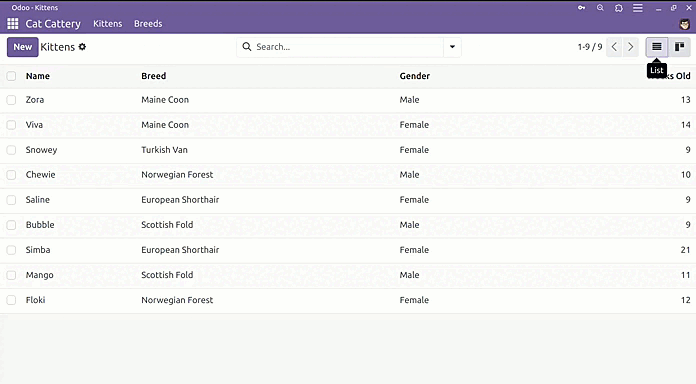 Odoo - Kittens
Cat Cattery Kittens Breeds
New Kittens Search... 1-9 / 9
List
Name Breed Gender Old
Zora Maine Coon Male 13
Viva Maine Coon Female 14
Snowey Turkish Van Female 9
Chewie Norwegian Forest Male 10
Saline European Shorthair Female 9
Bubble Scottish Fold Male 9
Simba European Shorthair Female 21
Mango Scottish Fold Male 11
Floki Norwegian Forest Female 12